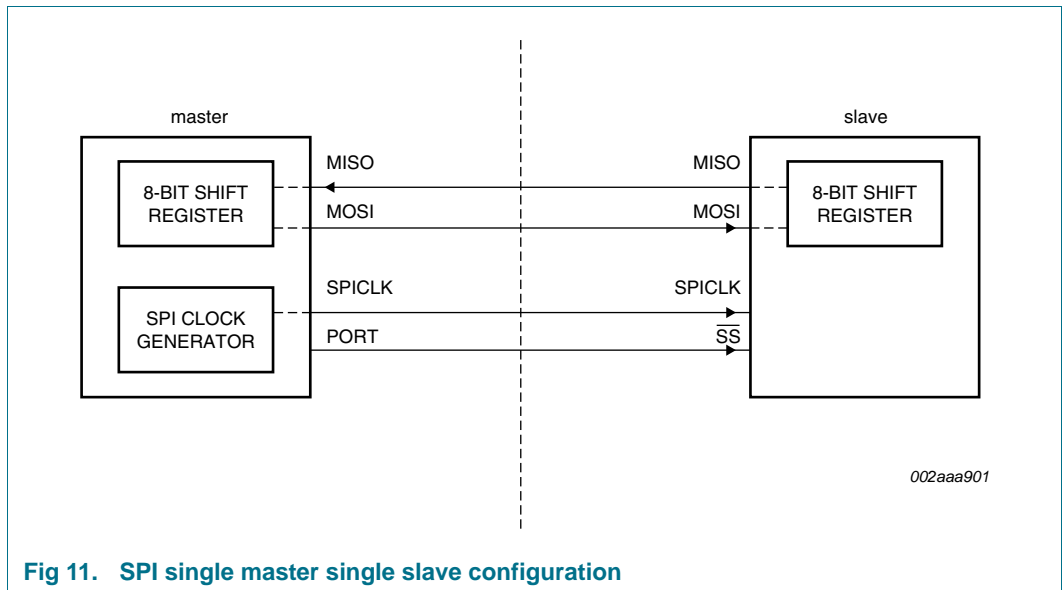 master
slave
MISO
MISO
8-BIT SHIFT
REGISTER
8-BIT SHIFT
REGISTER
MOSI
MOSI
SPICLK
SPICLK
SPI CLOCK
GENERATOR
PORT
S̅S̅
002aaa901
Fig 11. SPI single master single slave configuration